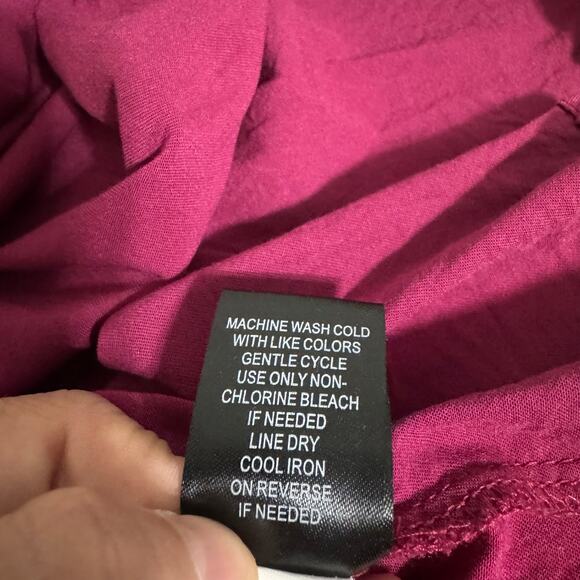 MACHINE WASH COLD
WITH LIKE COLORS
GENTLE CYCLE
USE ONLY NON-
CHLORINE BLEACH
IF NEEDED
LINE DRY
COOL IRON
ON REVERSE
IF NEEDED